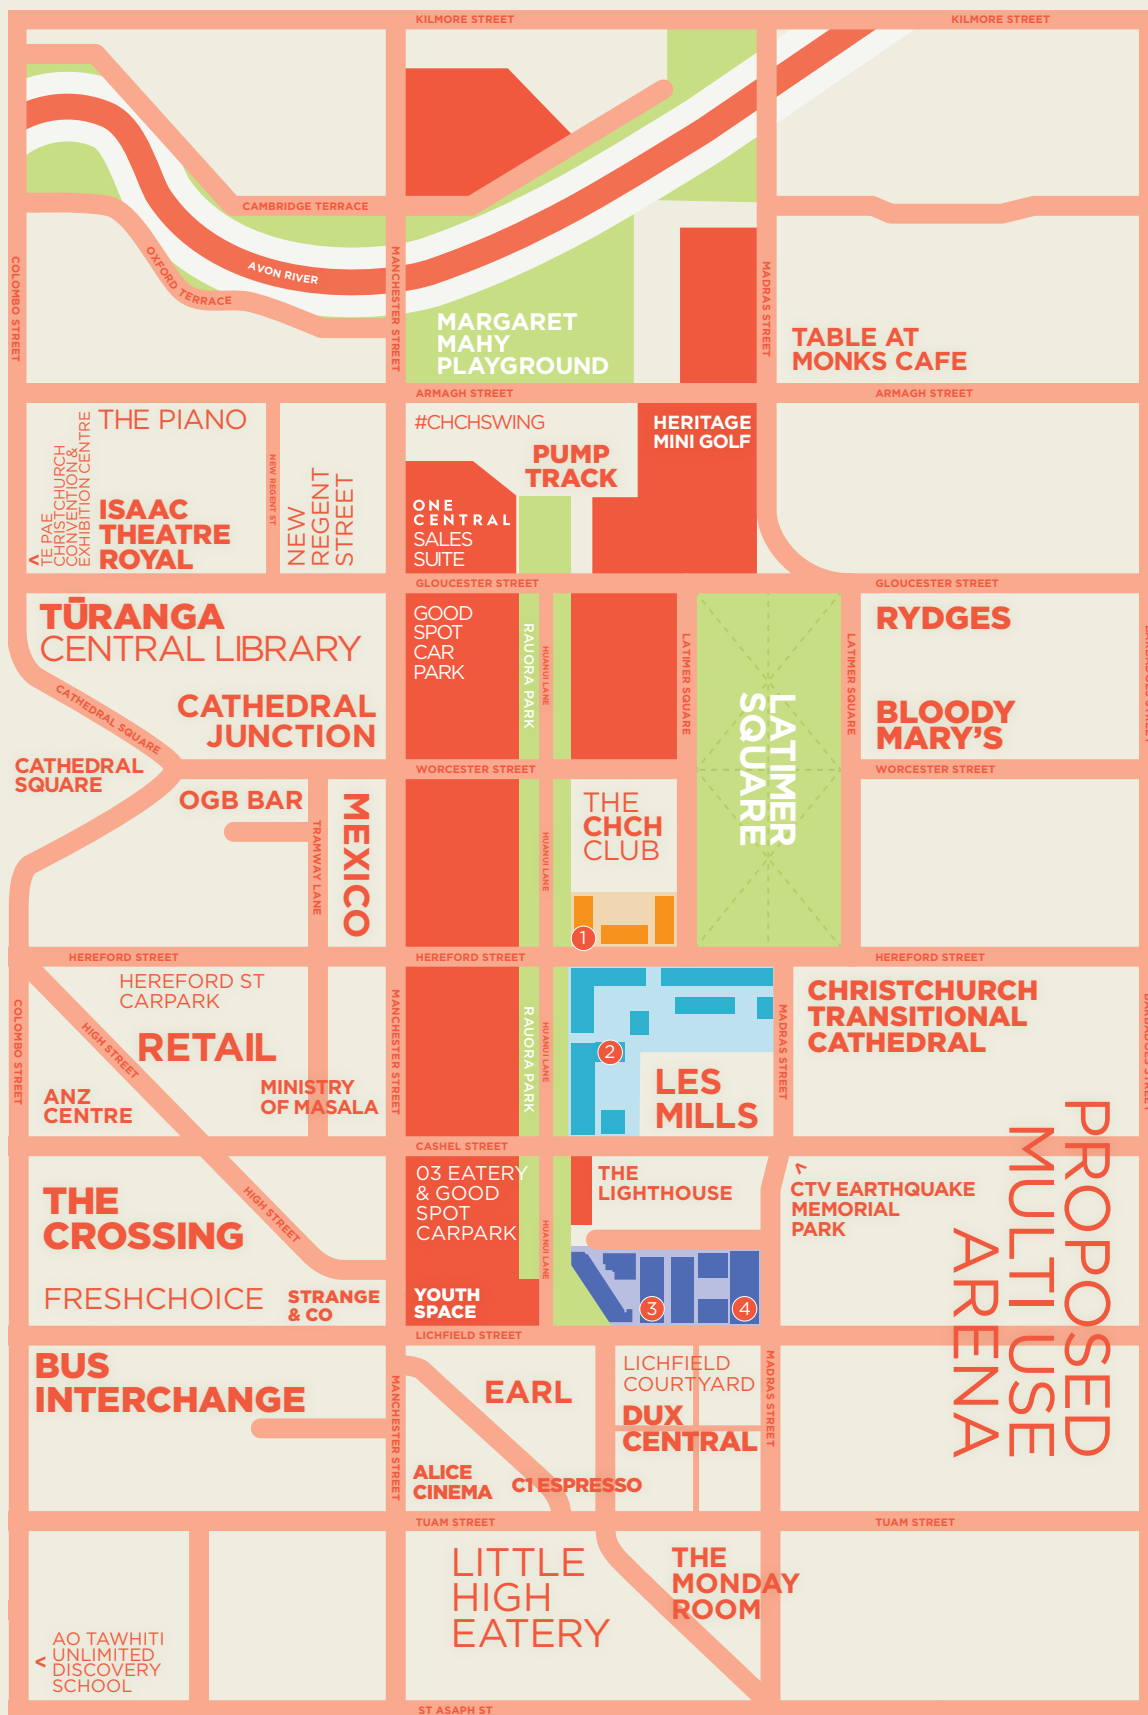 KILMORE STREET
KILMORE STREET
CAMBRIDGE TERRACE
OXFORD TERRACE
AVON RIVER
COLOMBO STREET
MANCHESTER STREET
MADRAS STREET
MARGARET
MAHY
PLAYGROUND
TABLE AT
MONKS CAFE
ARMAGH STREET
ARMAGH STREET
<TE PAE
CHRISTCHURCH
CONVENTION &
EXHIBITION CENTRE
THE PIANO
ISAAC
THEATRE
ROYAL
NEW REGENT ST
NEW
REGENT
STREET
#CHCHSWING
PUMP
TRACK
HERITAGE
MINI GOLF
ONE
CENTRAL
SALES
SUITE
GLOUCESTER STREET
GLOUCESTER STREET
TŪRANGA
CENTRAL LIBRARY
CATHEDRAL SQUARE
CATHEDRAL
JUNCTION
CATHEDRAL
SQUARE
GOOD
SPOT
CAR
PARK
RAUORA PARK
HUANUI LANE
LATIMER SQUARE
LATIMER
SQUARE
LATIMER SQUARE
RYDGES
BLOODY
MARY'S
WORCESTER STREET
WORCESTER STREET
OGB BAR
TRAMWAY LANE
MEXICO
HUANUI LANE
THE
CHCH
CLUB
1
HEREFORD STREET
HEREFORD STREET
HEREFORD STREET
COLOMBO STREET
HEREFORD ST
CARPARK
HIGH STREET
RETAIL
ANZ
CENTRE
MINISTRY
OF MASALA
MANCHESTER STREET
RAUORA PARK
HUANUI LANE
2
LES
MILLS
MADRAS STREET
CHRISTCHURCH
TRANSITIONAL
CATHEDRAL
CASHEL STREET
THE
CROSSING
HIGH STREET
FRESHCHOICE
STRANGE
& CO
03 EATERY
& GOOD
SPOT
CARPARK
YOUTH
SPACE
HUANUI LANE
THE
LIGHTHOUSE
3
4
<
CTV EARTHQUAKE
MEMORIAL
PARK
PROPOSED
MULTI USE
ARENA
LICHFIELD STREET
BUS
INTERCHANGE
MANCHESTER STREET
EARL
ALICE
CINEMA
C1 ESPRESSO
LICHFIELD
COURTYARD
DUX
CENTRAL
MADRAS STREET
TUAM STREET
TUAM STREET
LITTLE
HIGH
EATERY
THE
MONDAY
ROOM
< AO TAWHITI
UNLIMITED
DISCOVERY
SCHOOL
ST ASAPH ST